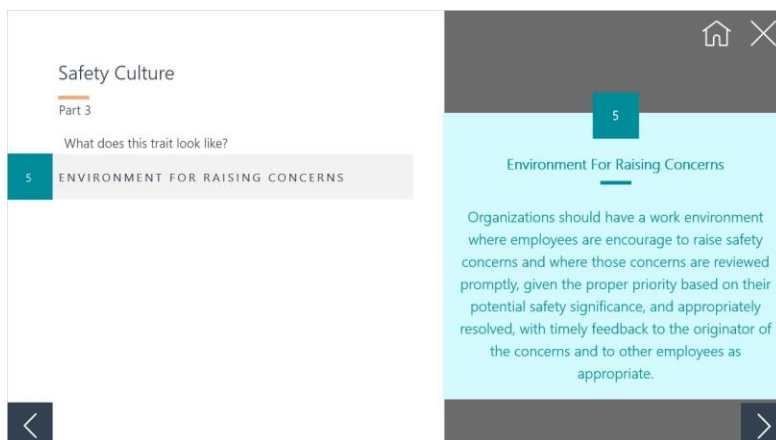 Safety Culture
Part 3
What does this trait look like?
5
ENVIRONMENT FOR RAISING CONCERNS
5
Environment For Raising Concerns
Organizations should have a work environment
where employees are encourage to raise safety
concerns and where those concerns are reviewed
promptly, given the proper priority based on their
potential safety significance, and appropriately
resolved, with timely feedback to the originator of
the concerns and to other employees as
appropriate.